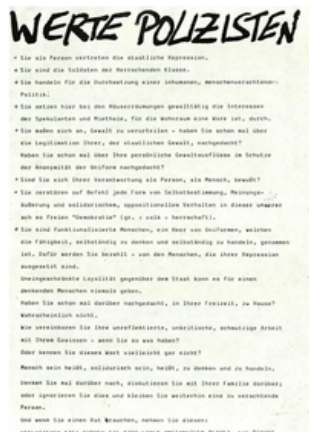 WERTE POLIZISTEN
* Sie als Person vertreten die staatliche Repression.
* Sie sind die Soldaten der Herrschenden Klasse.
* Sie handeln für die Durchsetzung einer inhumanen, menschenverachtenden
Politik.
* Sie setzen hier bei den Häuserräumungen gewalttätig die Interessen
der Spekulanten und Miethaie, für die Wohnraum eine Ware ist, durch.
* Sie maßen sich an, Gewalt zu verurteilen - haben Sie schon mal über
die Legitimation Ihrer, der staatlichen Gewalt, nachgedacht?
Haben Sie schon mal über Ihre persönliche Gewaltausübung im Schutze
der Anonymität der Uniform nachgedacht?
* Sind Sie sich Ihrer Verantwortung als Person, als Mensch, bewußt?
* Sie zerstören auf Befehl jede Form von Selbstbestimmung, Meinungs-
äußerung und solidarischem, oppositionellem Verhalten in dieser unserer
ach so freien "Demokratie" (gr. : volk - herrschaft).
* Sie sind funktionalisierte Menschen, ein Heer von Uniformen, welchen
die Fähigkeit, selbständig zu denken und selbständig zu handeln, genommen
ist. Dafür werden Sie bezahlt - von den Menschen, die ihrer Repression
ausgesetzt sind.
Uneingeschränkte Loyalität gegenüber dem Staat kann es für einen
denkenden Menschen niemals geben.
Haben Sie schon mal darüber nachgedacht, in Ihrer Freizeit, zu Hause?
Wahrscheinlich nicht.
Wie vereinbaren Sie Ihre unreflektierte, unkritische, schmutzige Arbeit
mit Ihrem Gewissen - wenn Sie so was haben?
Oder kennen Sie dieses Wort vielleicht gar nicht?
Mensch sein heißt, solidarisch sein, heißt, zu denken und zu handeln.
Denken Sie mal darüber nach, diskutieren Sie mit Ihrer Familie darüber;
oder ignorieren Sie dies und bleiben Sie weiterhin eine zu verachtende
Person.
Und wenn Sie einen Rat brauchen, nehmen Sie diesen: